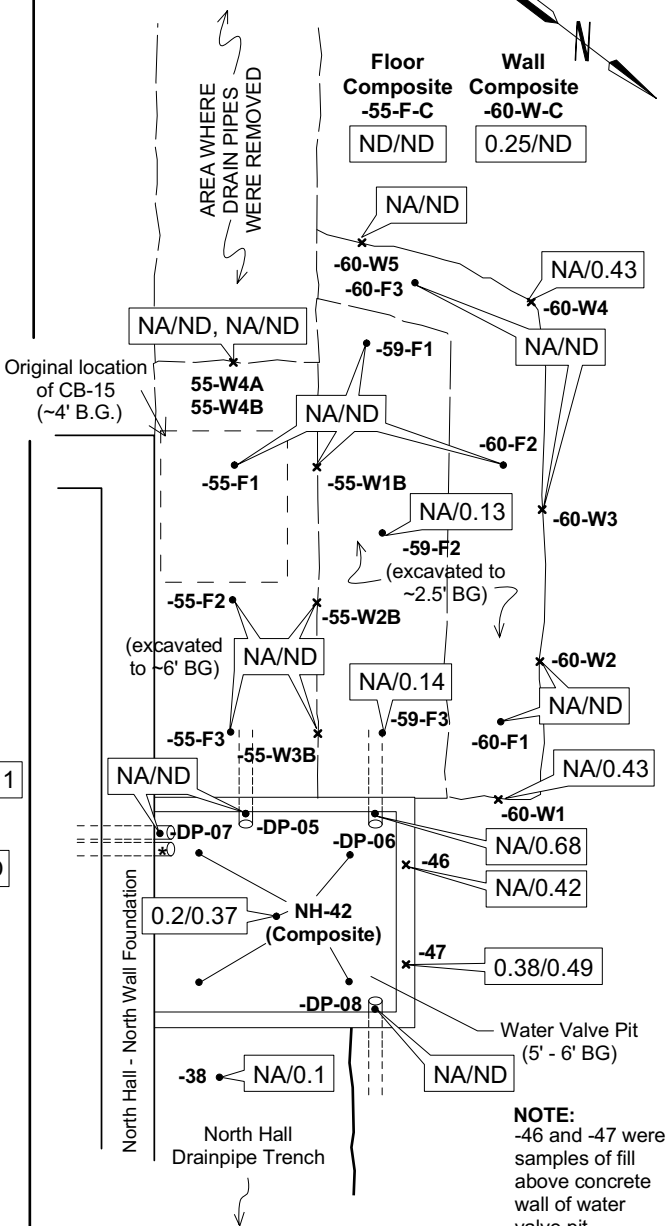 N
Floor
Composite
-55-F-C
ND/ND
Wall
Composite
-60-W-C
0.25/ND
AREA WHERE
DRAIN PIPES
WERE REMOVED
NA/ND
-60-W5
-60-F3
NA/0.43
-60-W4
NA/ND, NA/ND
NA/ND
Original location
of CB-15
(~4' B.G.)
55-W4A
55-W4B
-59-F1
NA/ND
-60-F2
-55-F1
-55-W1B
NA/0.13
-60-W3
-59-F2
(excavated to
~2.5' BG)
-55-F2
-55-W2B
(excavated
to ~6' BG)
NA/ND
-60-W2
NA/0.14
NA/ND
-55-F3
-55-W3B
-59-F3
-60-F1
NA/ND
NA/0.43
1
-60-W1
-DP-07
-DP-05
-DP-06
NA/0.68
*
-46
NA/0.42
0.2/0.37
NH-42
(Composite)
-47
0.38/0.49
-DP-08
Water Valve Pit
(5' - 6' BG)
North Hall - North Wall Foundation
-38
NA/0.1
NA/ND
North Hall
Drainpipe Trench
NOTE:
-46 and -47 were
samples of fill
above concrete
wall of water
valve pit